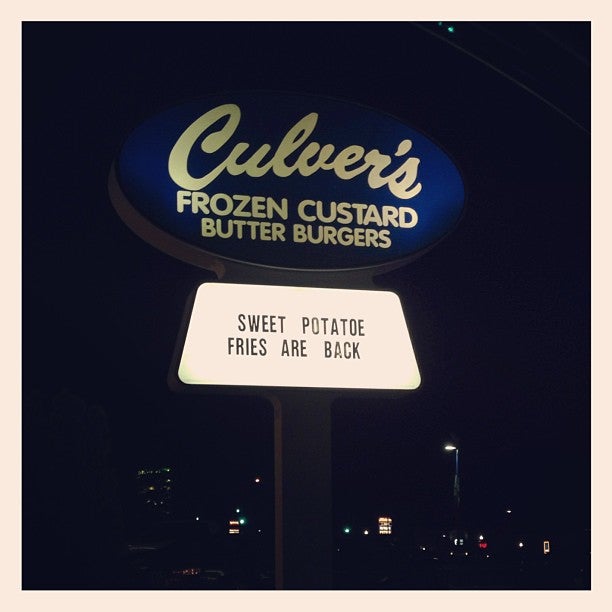 Culver's
FROZEN CUSTARD
BUTTER BURGERS
SWEET POTATOE
FRIES ARE BACK